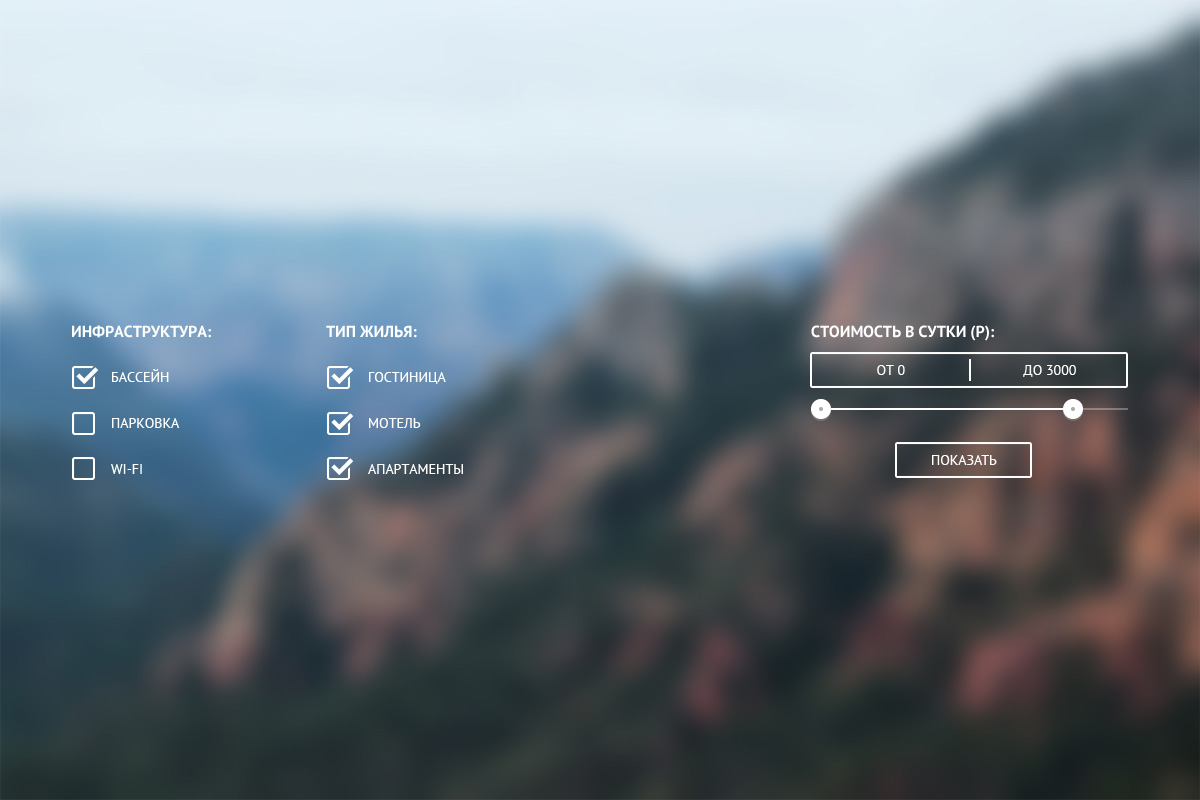 ИНФРАСТРУКТУРА:
БАССЕЙН
ПАРКОВКА
WI-FI
ТИП ЖИЛЬЯ:
ГОСТИНИЦА
МОТЕЛЬ
АПАРТАМЕНТЫ
СТОИМОСТЬ В СУТКИ (Р):
ОТ 0 ДО 3000
ПОКАЗАТЬ